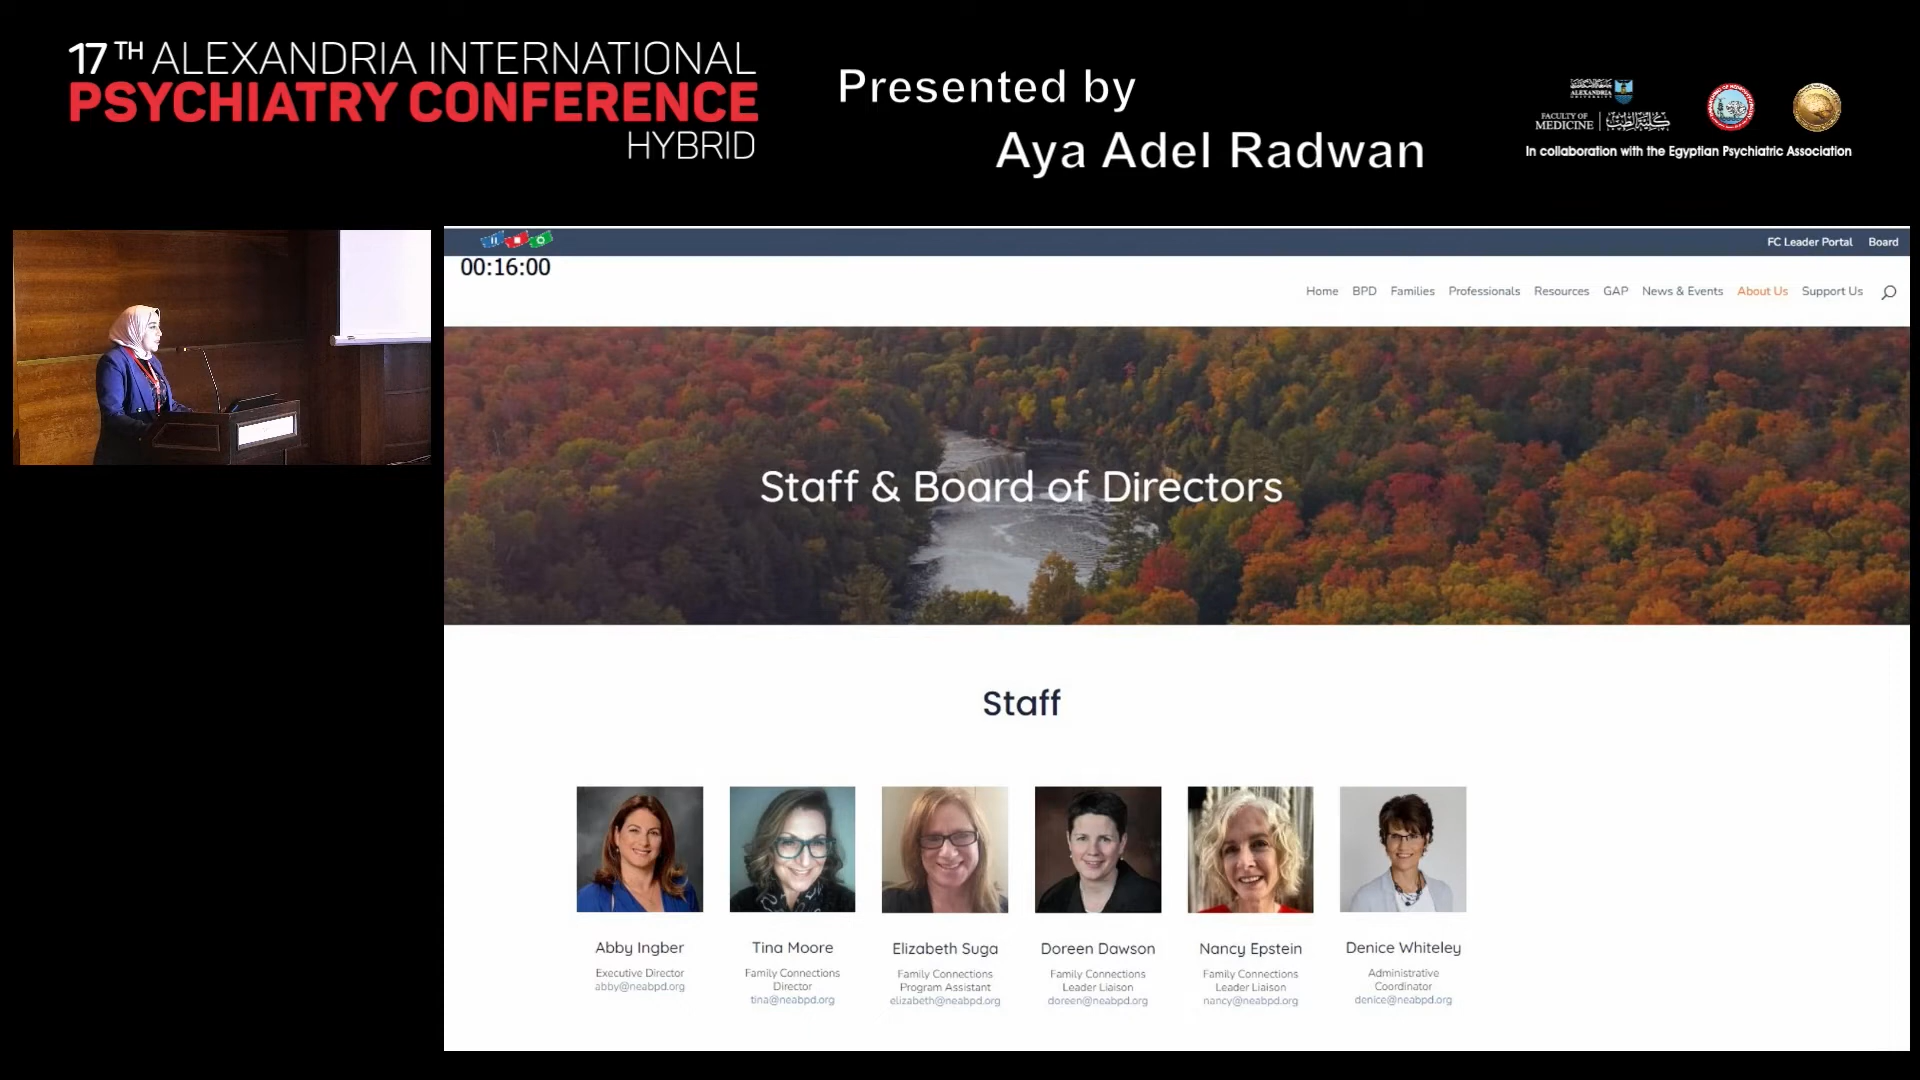 17TH ALEXANDRIA INTERNATIONAL
PSYCHIATRY CONFERENCE
HYBRID
Presented by
Aya Adel Radwan
ALEXANDRIA
FACULTY OF
MEDICINE
كلية الطب
In collaboration with the Egyptian Psychiatric Association
00:16:00
FC Leader Portal Board
Home BPD Families Professionals Resources GAP News & Events About Us Support Us
Staff & Board of Directors
Staff
Abby Ingber
Executive Director
abby@neabpd.org
Tina Moore
Family Connections
Director
tina@neabpd.org
Elizabeth Suga
Family Connections
Program Assistant
elizabeth@neabpd.org
Doreen Dawson
Family Connections
Leader Liaison
doreen@neabpd.org
Nancy Epstein
Family Connections
Leader Liaison
nancy@neabpd.org
Denice Whiteley
Administrative
Coordinator
denice@neabpd.org